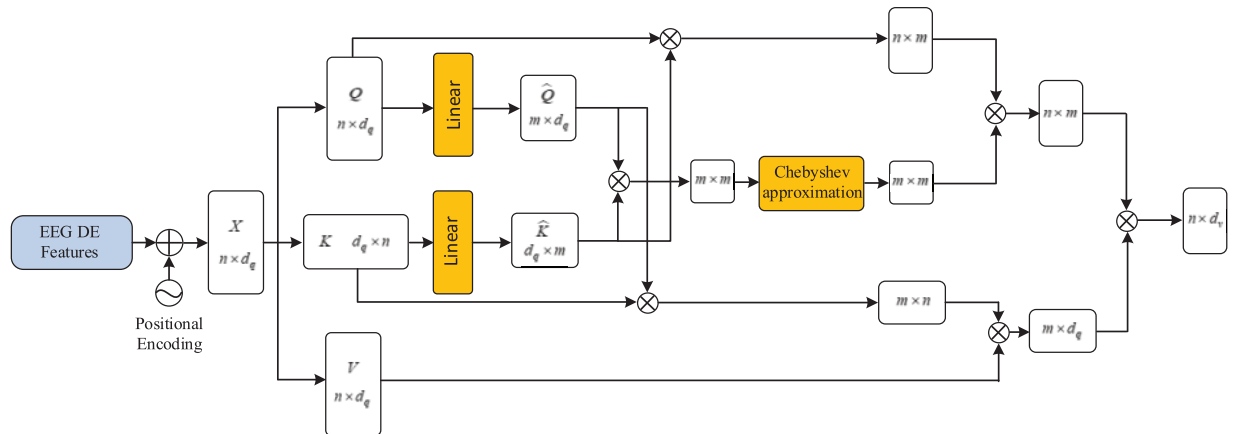 EEG DE
Features
Positional
Encoding
X
n × d_q
Q
n × d_q
Linear
Q̂
m × d_q
K d_q × n
Linear
K̂
d_q × m
V
n × d_q
m × m
Chebyshev
approximation
m × m
n × m
n × m
m × n
m × d_q
n × d_v